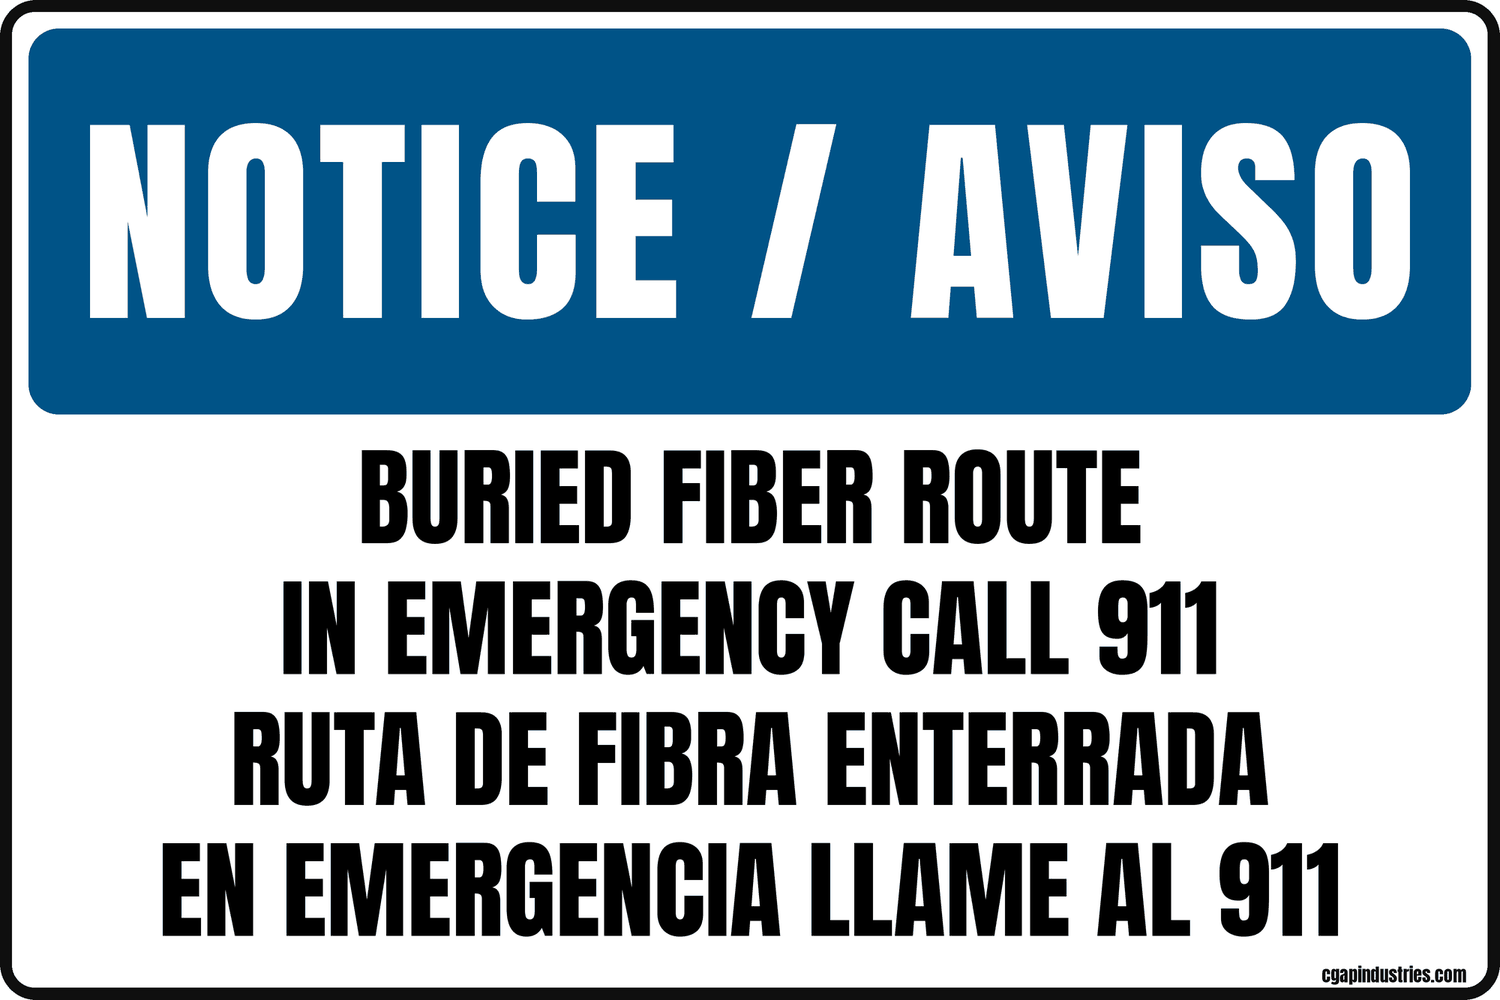 NOTICE / AVISO
BURIED FIBER ROUTE
IN EMERGENCY CALL 911
RUTA DE FIBRA ENTERRADA
EN EMERGENCIA LLAME AL 911
cgapindustries.com